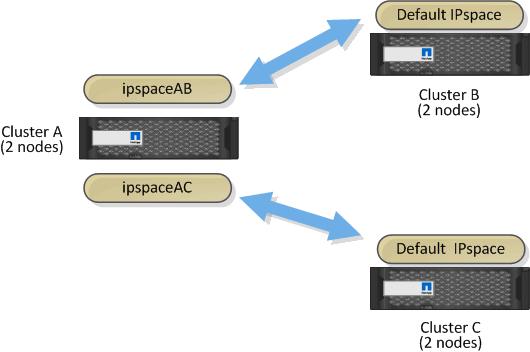 Default IPspace
Cluster B
(2 nodes)
ipspaceAB
Cluster A
(2 nodes)
ipspaceAC
Default IPspace
Cluster C
(2 nodes)